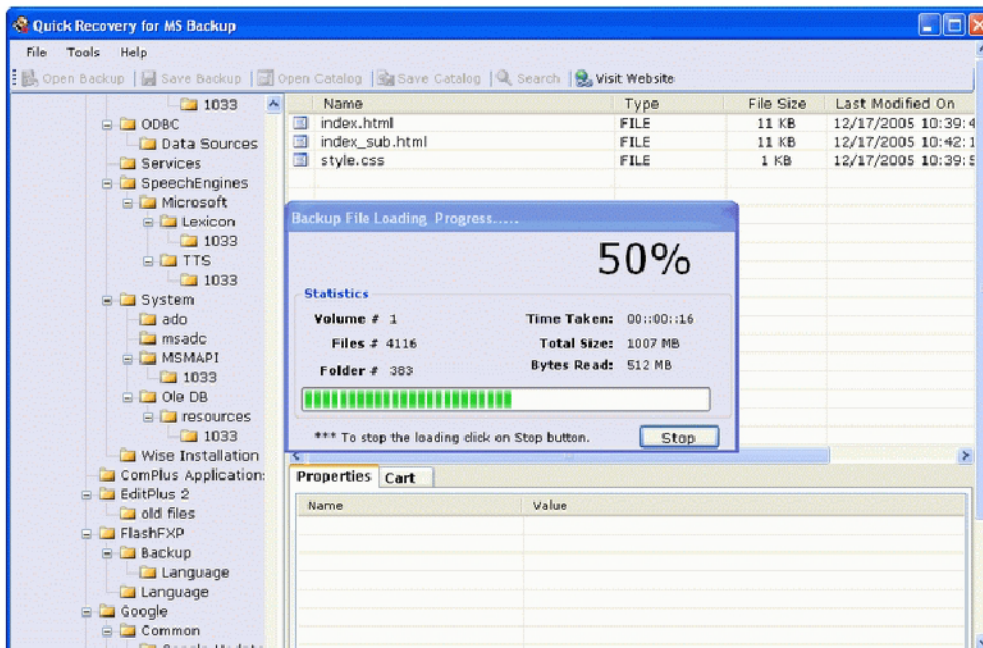 Quick Recovery for MS Backup
File Tools Help
Open Backup Save Backup Open Catalog Save Catalog Search Visit Website
1033
ODBC
Data Sources
Services
SpeechEngines
Microsoft
Lexicon
1033
TTS
1033
System
ado
msadc
MSMAPI
1033
Ole DB
resources
1033
Wise Installation
ComPlus Application
EditPlus 2
old files
FlashFXP
Backup
Language
Language
Google
Common
Name Type File Size Last Modified On
index.html FILE 11 KB 12/17/2005 10:39:4
index_sub.html FILE 11 KB 12/17/2005 10:42:1
style.css FILE 1 KB 12/17/2005 10:39:5
Backup File Loading Progress.....
50%
Statistics
Volume # 1 Time Taken: 00::00::16
Files # 4116 Total Size: 1007 MB
Folder # 383 Bytes Read: 512 MB
*** To stop the loading click on Stop button. Stop
Properties Cart
Name Value